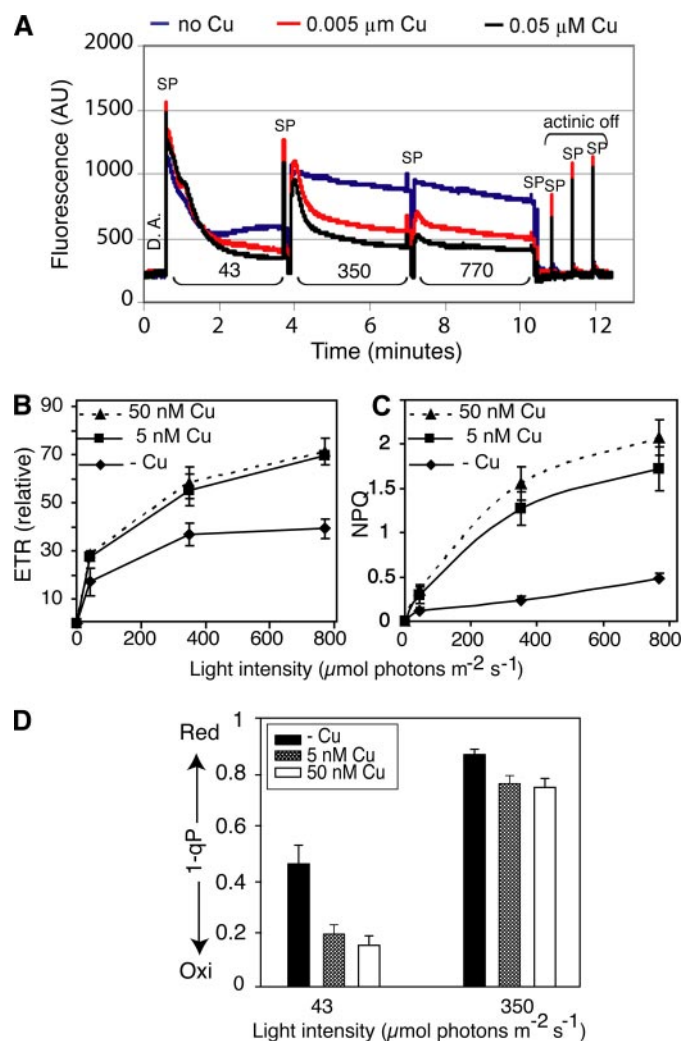 A
no Cu 0.005 μm Cu 0.05 μM Cu
2000
1500
1000
500
0
Fluorescence (AU)
SP
SP
SP
SP
SP
SP
SP
actinic off
D. A.
43
350
770
0 2 4 6 8 10 12
Time (minutes)
B
50 nM Cu
5 nM Cu
- Cu
90
70
50
30
10
ETR (relative)
0 200 400 600 800
C
50 nM Cu
5 nM Cu
- Cu
2
1.5
1
0.5
0
NPQ
0 200 400 600 800
Light intensity (μmol photons m-2 s-1)
D
Red
1-qP
Oxi
1
0.8
0.6
0.4
0.2
0
- Cu
5 nM Cu
50 nM Cu
43 350
Light intensity (μmol photons m-2 s-1)